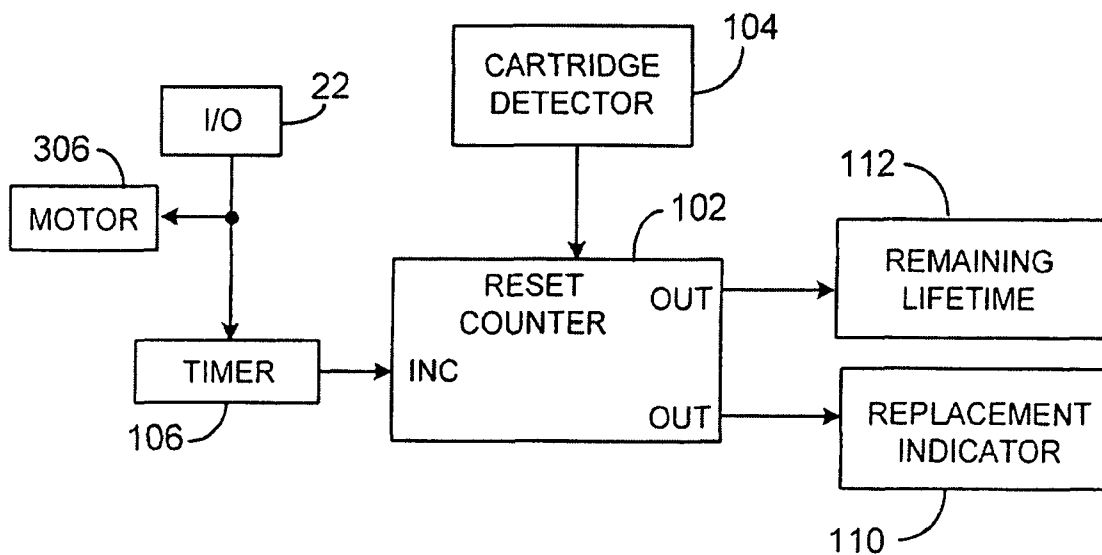 CARTRIDGE
DETECTOR
104
I/O
22
306
MOTOR
RESET
COUNTER
102
INC
OUT
OUT
TIMER
106
112
REMAINING
LIFETIME
REPLACEMENT
INDICATOR
110